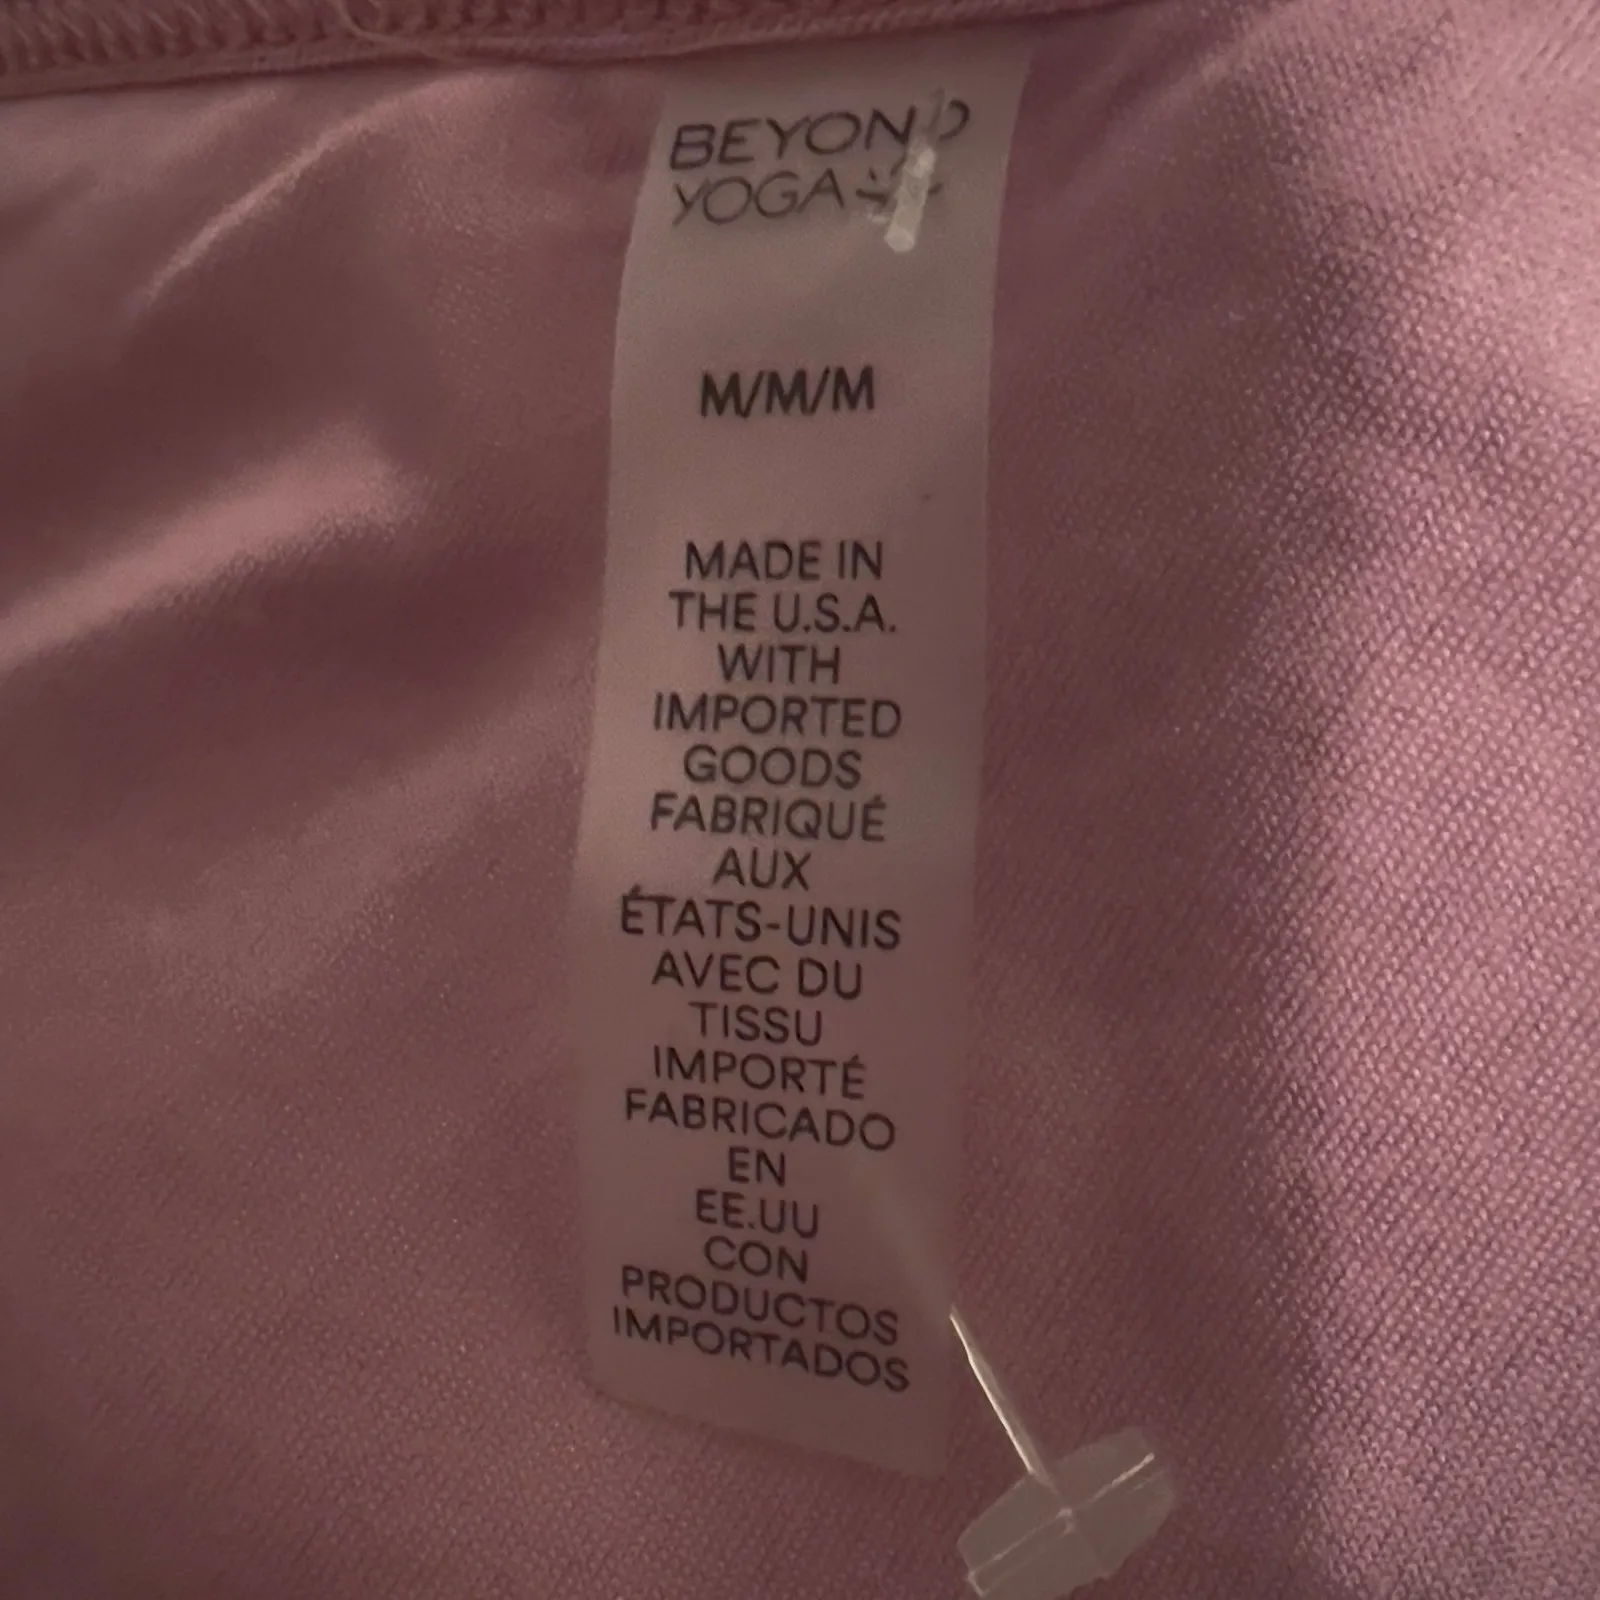 BEYOND
YOGA
M/M/M
MADE IN
THE U.S.A.
WITH
IMPORTED
GOODS
FABRIQUÉ
AUX
ÉTATS-UNIS
AVEC DU
TISSU
IMPORTÉ
FABRICADO
EN
EE.UU
CON
PRODUCTOS
IMPORTADOS